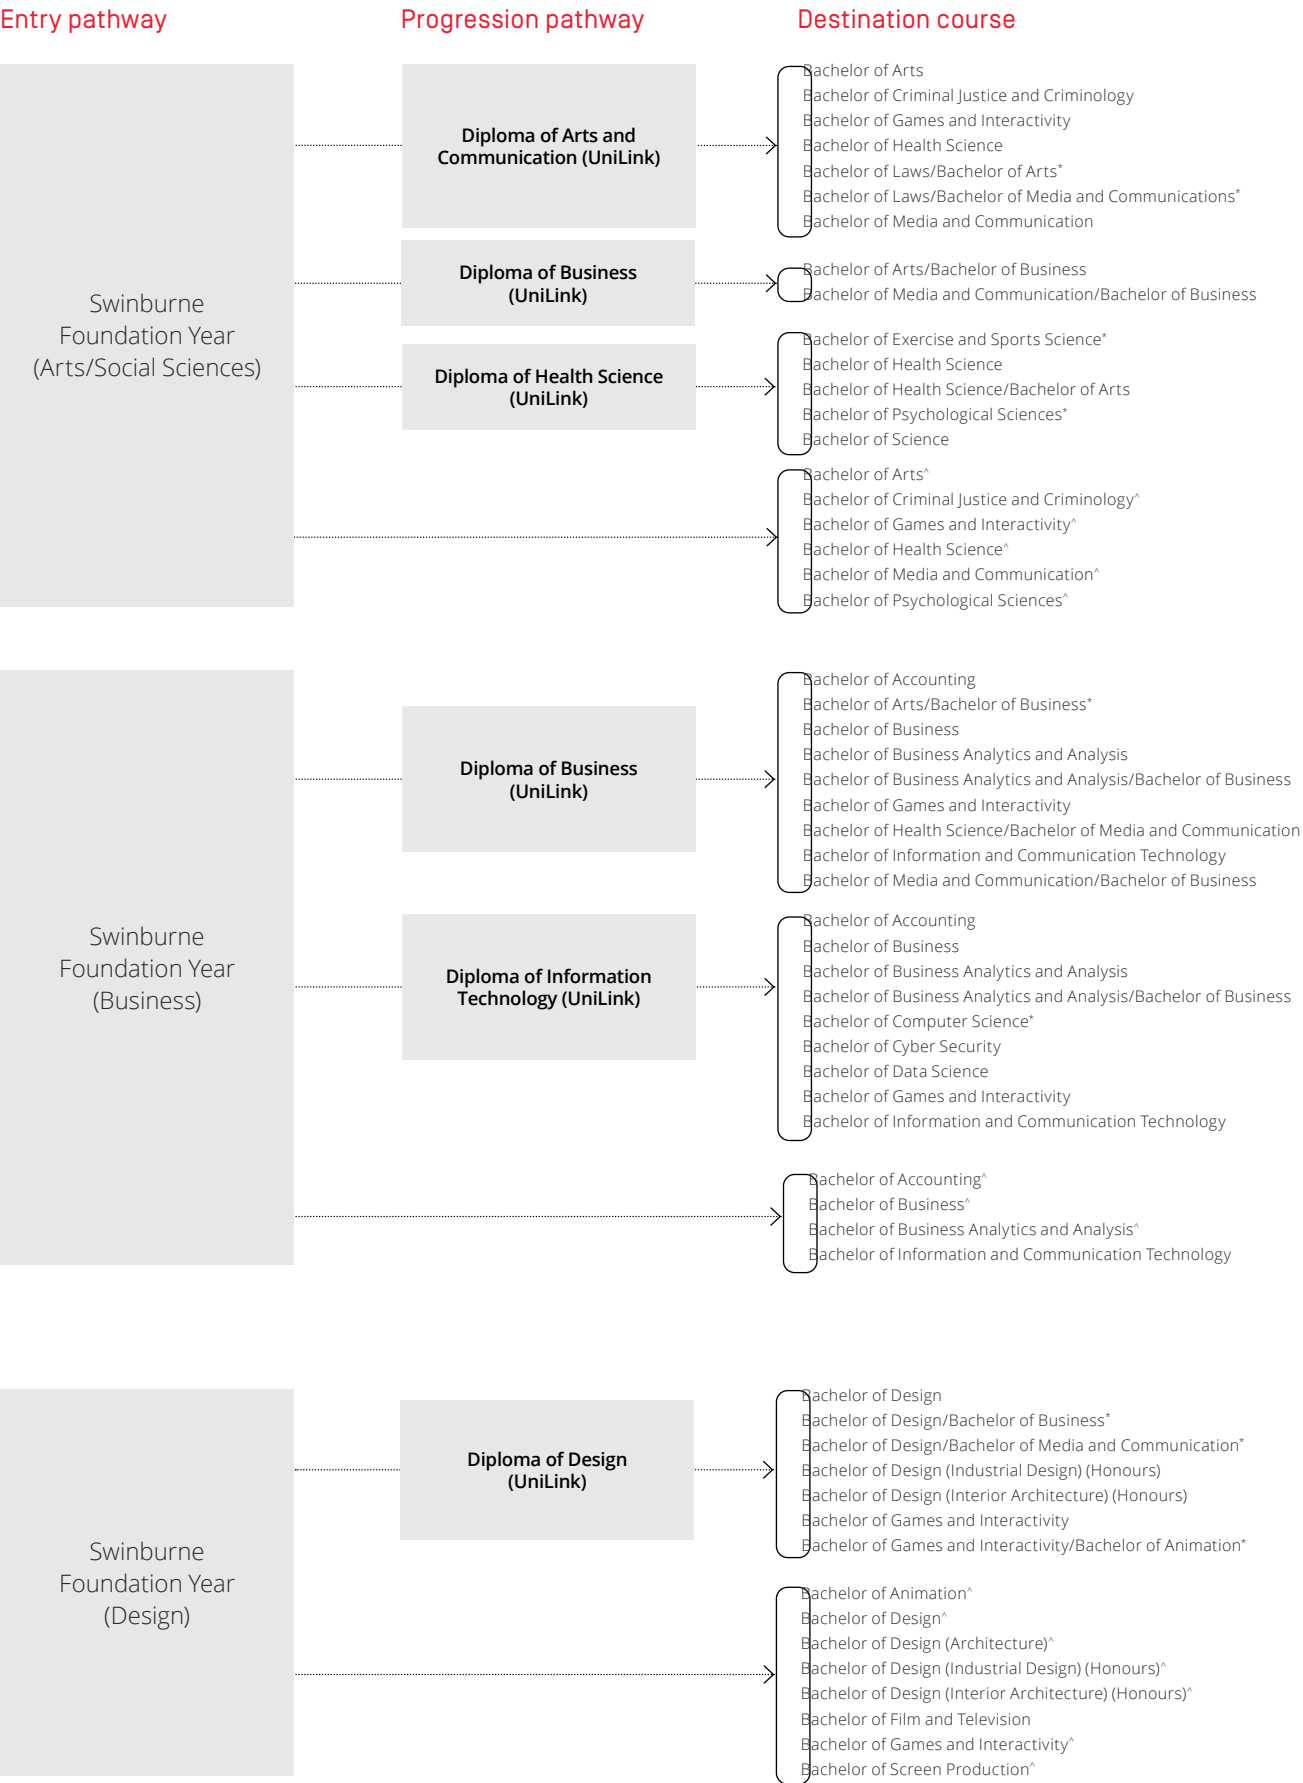 Entry pathway
Progression pathway
Destination course
Swinburne
Foundation Year
(Arts/Social Sciences)
Diploma of Arts and
Communication (UniLink)
Bachelor of Arts
Bachelor of Criminal Justice and Criminology
Bachelor of Games and Interactivity
Bachelor of Health Science
Bachelor of Laws/Bachelor of Arts*
Bachelor of Laws/Bachelor of Media and Communications*
Bachelor of Media and Communication
Diploma of Business
(UniLink)
Bachelor of Arts/Bachelor of Business
Bachelor of Media and Communication/Bachelor of Business
Diploma of Health Science
(UniLink)
Bachelor of Exercise and Sports Science*
Bachelor of Health Science
Bachelor of Health Science/Bachelor of Arts
Bachelor of Psychological Sciences*
Bachelor of Science
Bachelor of Arts^
Bachelor of Criminal Justice and Criminology^
Bachelor of Games and Interactivity^
Bachelor of Health Science^
Bachelor of Media and Communication^
Bachelor of Psychological Sciences^
Swinburne
Foundation Year
(Business)
Diploma of Business
(UniLink)
Bachelor of Accounting
Bachelor of Arts/Bachelor of Business*
Bachelor of Business
Bachelor of Business Analytics and Analysis
Bachelor of Business Analytics and Analysis/Bachelor of Business
Bachelor of Games and Interactivity
Bachelor of Health Science/Bachelor of Media and Communication
Bachelor of Information and Communication Technology
Bachelor of Media and Communication/Bachelor of Business
Diploma of Information
Technology (UniLink)
Bachelor of Accounting
Bachelor of Business
Bachelor of Business Analytics and Analysis
Bachelor of Business Analytics and Analysis/Bachelor of Business
Bachelor of Computer Science*
Bachelor of Cyber Security
Bachelor of Data Science
Bachelor of Games and Interactivity
Bachelor of Information and Communication Technology
Bachelor of Accounting^
Bachelor of Business^
Bachelor of Business Analytics and Analysis^
Bachelor of Information and Communication Technology
Swinburne
Foundation Year
(Design)
Diploma of Design
(UniLink)
Bachelor of Design
Bachelor of Design/Bachelor of Business*
Bachelor of Design/Bachelor of Media and Communication*
Bachelor of Design (Industrial Design) (Honours)
Bachelor of Design (Interior Architecture) (Honours)
Bachelor of Games and Interactivity
Bachelor of Games and Interactivity/Bachelor of Animation*
Bachelor of Animation^
Bachelor of Design^
Bachelor of Design (Architecture)^
Bachelor of Design (Industrial Design) (Honours)^
Bachelor of Design (Interior Architecture) (Honours)^
Bachelor of Film and Television
Bachelor of Games and Interactivity^
Bachelor of Screen Production^